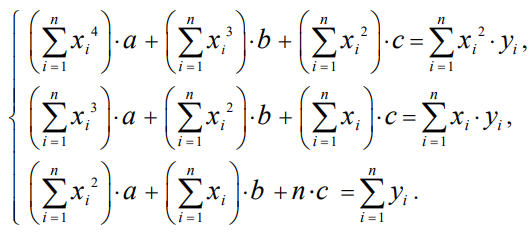 (∑_{i=1}^{n} x_i^4)·a + (∑_{i=1}^{n} x_i^3)·b + (∑_{i=1}^{n} x_i^2)·c = ∑_{i=1}^{n} x_i^2·y_i,
(∑_{i=1}^{n} x_i^3)·a + (∑_{i=1}^{n} x_i^2)·b + (∑_{i=1}^{n} x_i)·c = ∑_{i=1}^{n} x_i·y_i,
(∑_{i=1}^{n} x_i^2)·a + (∑_{i=1}^{n} x_i)·b + n·c = ∑_{i=1}^{n} y_i.